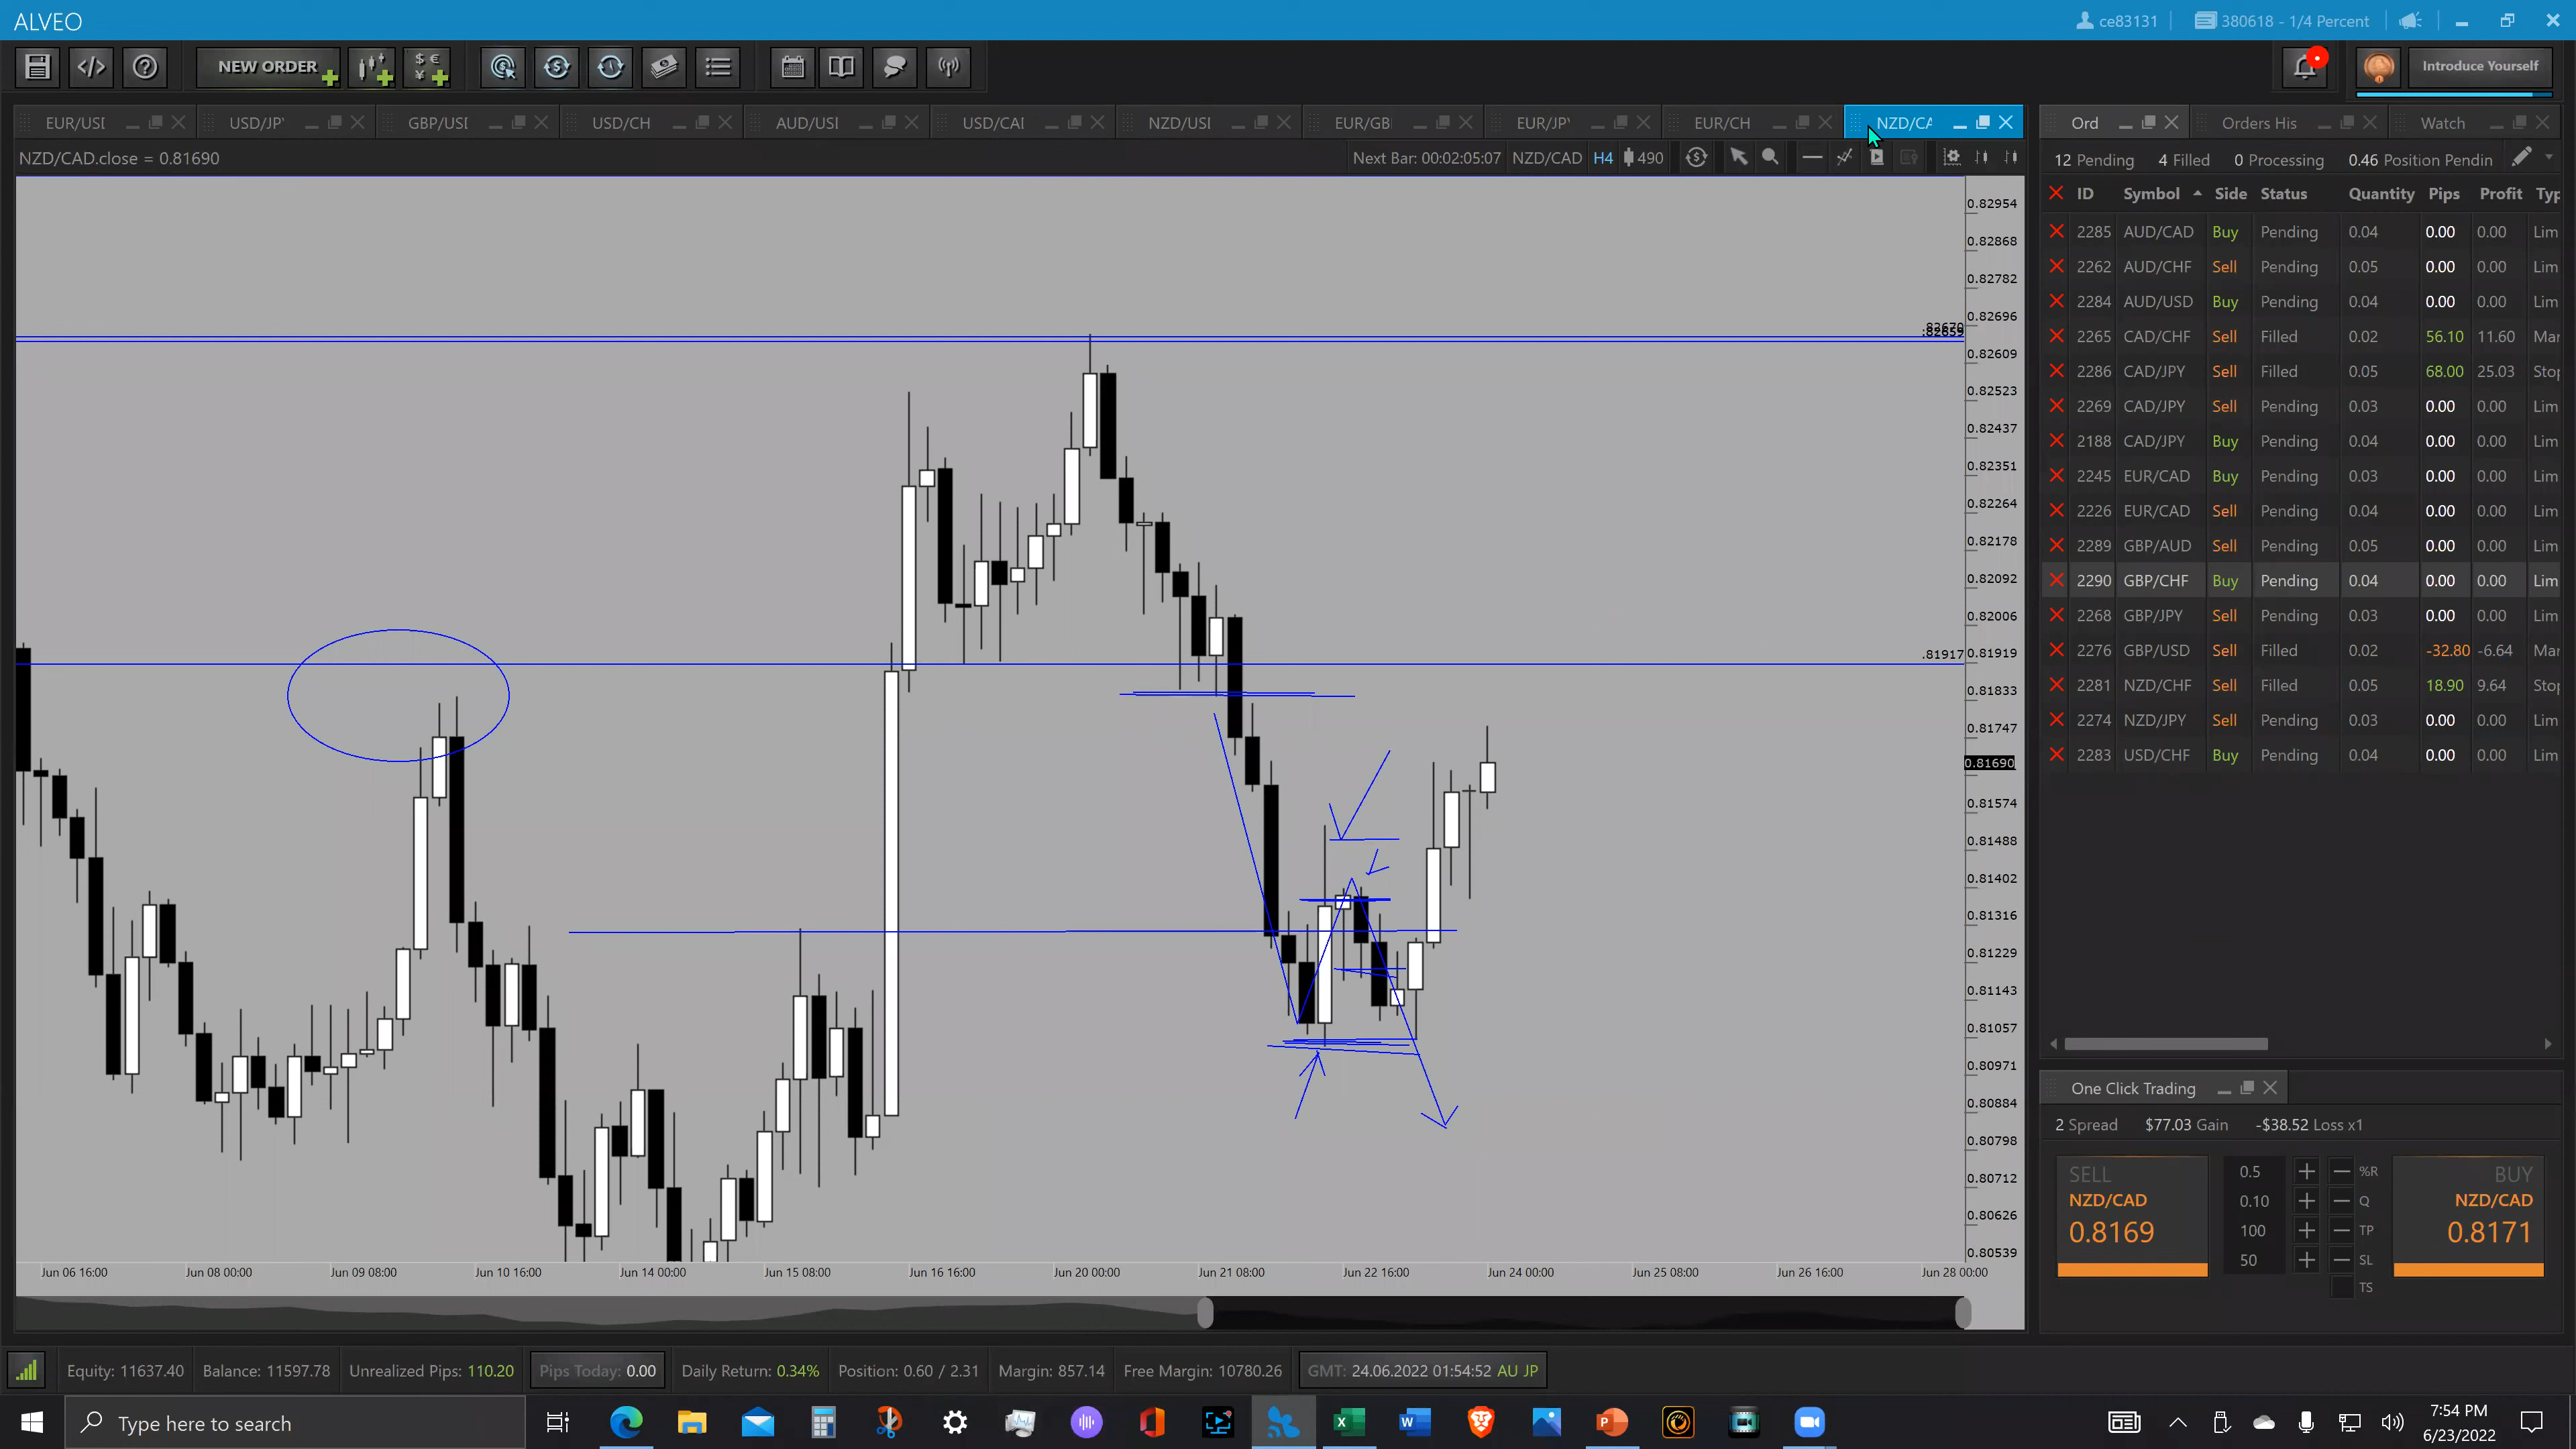 ALVEO
ce83131
380618 - 1/4 Percent
NEW ORDER
Introduce Yourself
EUR/USI
USD/JP
GBP/USI
USD/CH
AUD/USI
USD/CAI
NZD/USI
EUR/GB
EUR/JP
EUR/CH
NZD/CA
Ord
Orders His
Watch
NZD/CAD.close = 0.81690
Next Bar: 00:02:05:07 NZD/CAD H4 490
12 Pending 4 Filled 0 Processing 0.46 Position Pendin
ID Symbol Side Status Quantity Pips Profit Typ
2285 AUD/CAD Buy Pending 0.04 0.00 0.00 Lim
2262 AUD/CHF Sell Pending 0.05 0.00 0.00 Lim
2284 AUD/USD Buy Pending 0.04 0.00 0.00 Lim
2265 CAD/CHF Sell Filled 0.02 56.10 11.60 Mar
2286 CAD/JPY Sell Filled 0.05 68.00 25.03 Stop
2269 CAD/JPY Sell Pending 0.03 0.00 0.00 Lim
2188 CAD/JPY Buy Pending 0.04 0.00 0.00 Lim
2245 EUR/CAD Buy Pending 0.03 0.00 0.00 Lim
2226 EUR/CAD Sell Pending 0.04 0.00 0.00 Lim
2289 GBP/AUD Sell Pending 0.05 0.00 0.00 Lim
2290 GBP/CHF Buy Pending 0.04 0.00 0.00 Lim
2268 GBP/JPY Sell Pending 0.03 0.00 0.00 Lim
2276 GBP/USD Sell Filled 0.02 -32.80 -6.64 Mar
2281 NZD/CHF Sell Filled 0.05 18.90 9.64 Stop
2274 NZD/JPY Sell Pending 0.03 0.00 0.00 Lim
2283 USD/CHF Buy Pending 0.04 0.00 0.00 Lim
0.82954
0.82868
0.82782
0.82696
.82659
0.82609
0.82523
0.82437
0.82351
0.82264
0.82178
0.82092
0.82006
.81917
0.81919
0.81833
0.81747
0.81690
0.81574
0.81488
0.81402
0.81316
0.81229
0.81143
0.81057
0.80971
0.80884
0.80798
0.80712
0.80626
0.80539
Jun 06 16:00
Jun 08 00:00
Jun 09 08:00
Jun 10 16:00
Jun 14 00:00
Jun 15 08:00
Jun 16 16:00
Jun 20 00:00
Jun 21 08:00
Jun 22 16:00
Jun 24 00:00
Jun 25 08:00
Jun 26 16:00
Jun 28 00:00
One Click Trading
2 Spread $77.03 Gain -$38.52 Loss x1
SELL
NZD/CAD
0.8169
0.5 %R
0.10 Q
100 TP
50 SL
TS
BUY
NZD/CAD
0.8171
Equity: 11637.40
Balance: 11597.78
Unrealized Pips: 110.20
Pips Today: 0.00
Daily Return: 0.34%
Position: 0.60 / 2.31
Margin: 857.14
Free Margin: 10780.26
GMT: 24.06.2022 01:54:52 AU JP
Type here to search
7:54 PM
6/23/2022